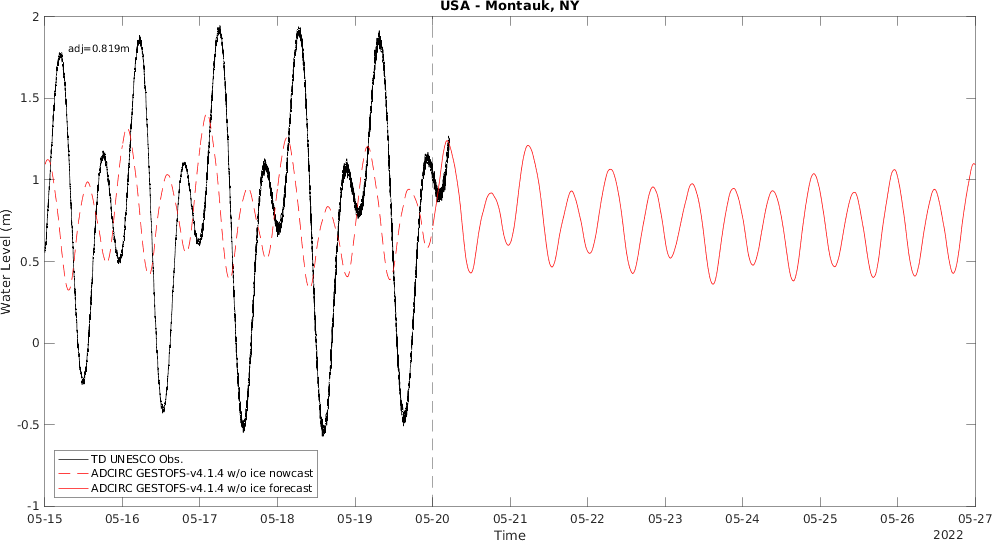 USA - Montauk, NY
adj=0.819m
Water Level (m)
2
1.5
1
0.5
0
-0.5
-1
TD UNESCO Obs.
ADCIRC GESTOFS-v4.1.4 w/o ice nowcast
ADCIRC GESTOFS-v4.1.4 w/o ice forecast
05-15 05-16 05-17 05-18 05-19 05-20 05-21 05-22 05-23 05-24 05-25 05-26 05-27
Time
2022